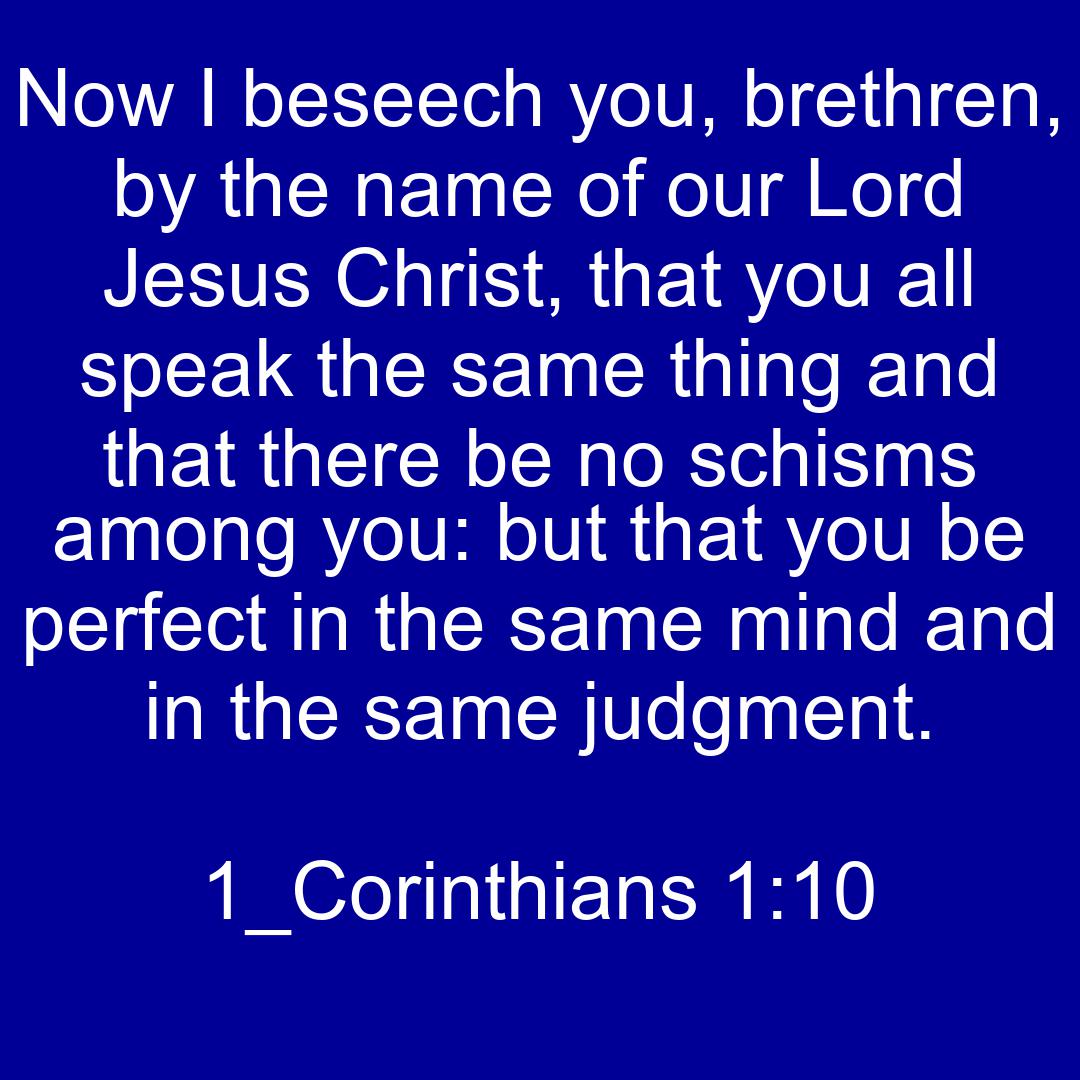 Now I beseech you, brethren,
by the name of our Lord
Jesus Christ, that you all
speak the same thing and
that there be no schisms
among you: but that you be
perfect in the same mind and
in the same judgment.
1_Corinthians 1:10